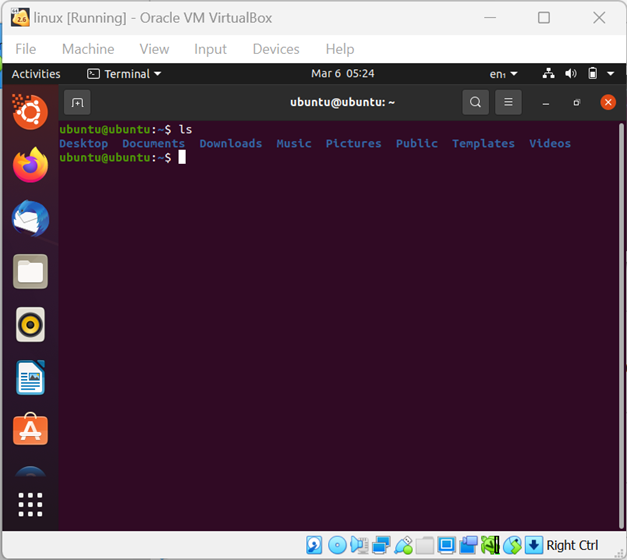 linux [Running] - Oracle VM VirtualBox
File Machine View Input Devices Help
Activities Terminal Mar 6 05:24 en₁
ubuntu@ubuntu: ~
ubuntu@ubuntu:~$ ls
Desktop Documents Downloads Music Pictures Public Templates Videos
ubuntu@ubuntu:~$
Right Ctrl